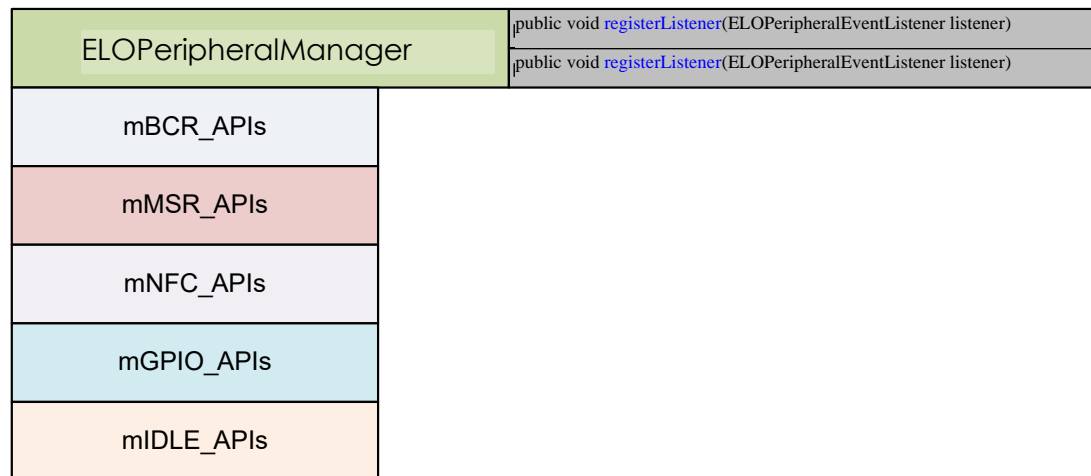 ELOPeripheralManager
public void registerListener(ELOPeripheralEventListener listener)
public void registerListener(ELOPeripheralEventListener listener)
mBCR_APIs
mMSR_APIs
mNFC_APIs
mGPIO_APIs
mIDLE_APIs